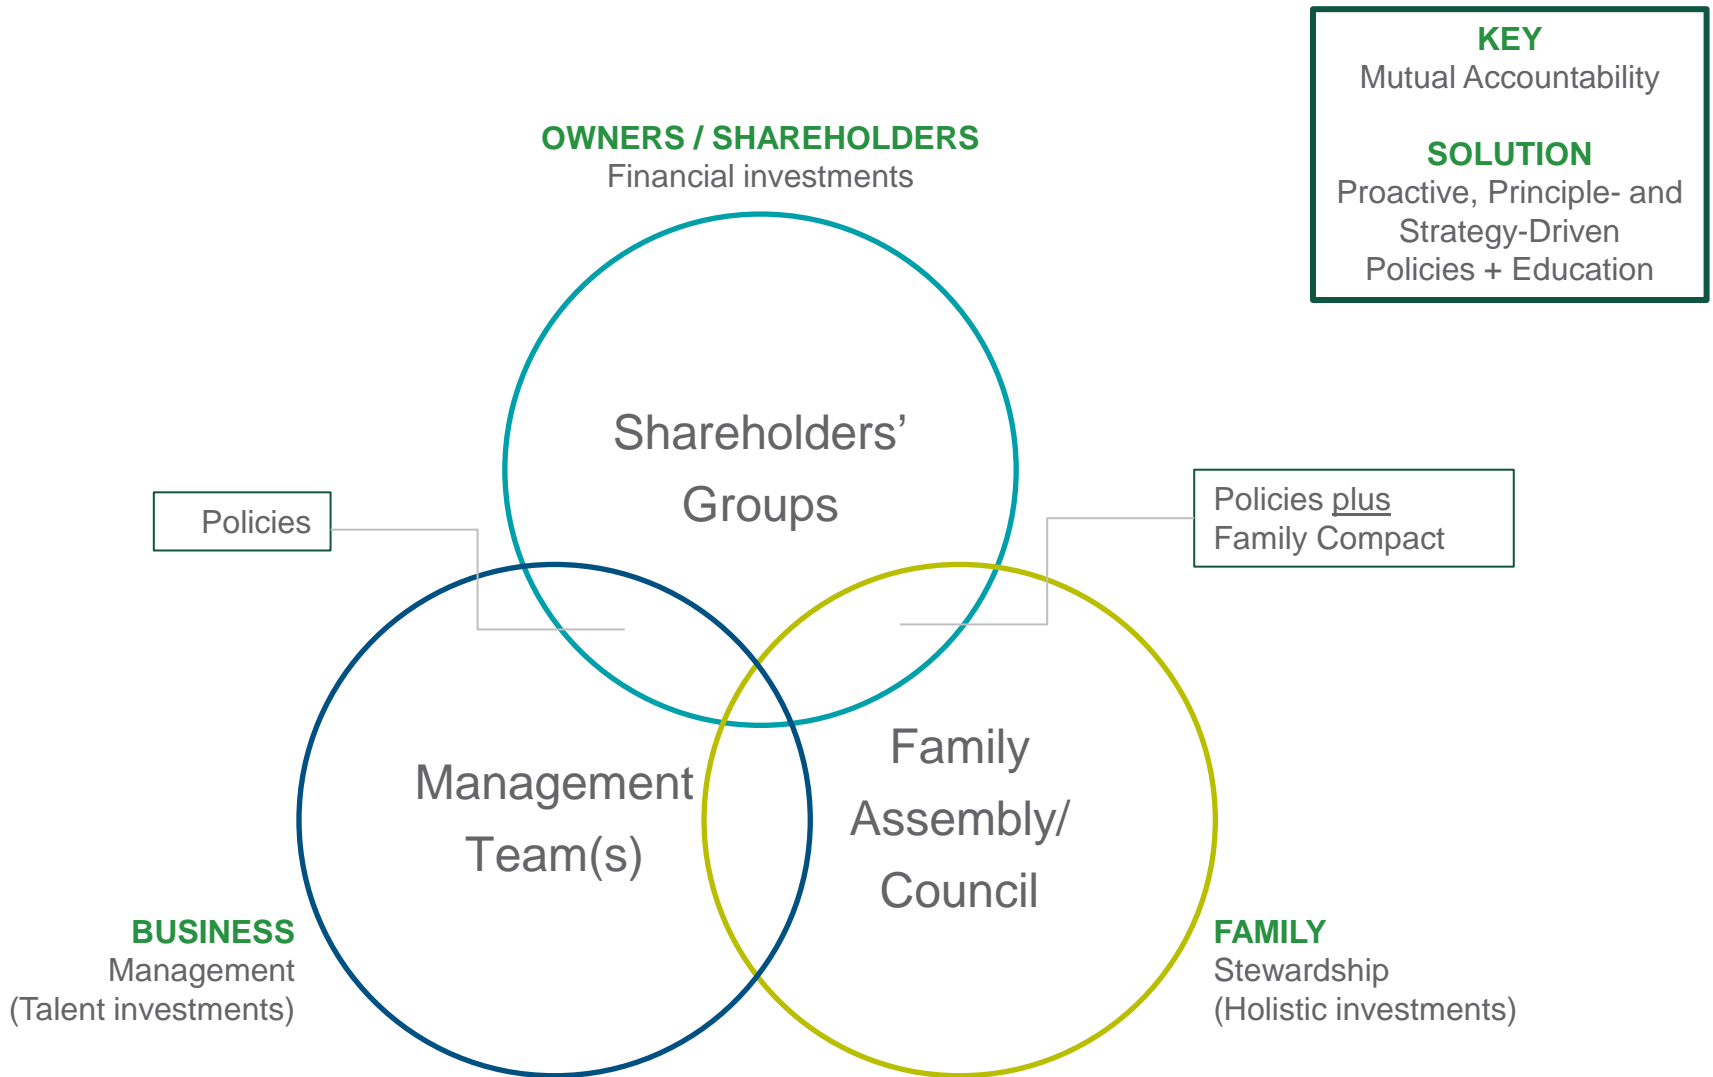 KEY
Mutual Accountability
SOLUTION
Proactive, Principle- and
Strategy-Driven
Policies + Education
OWNERS / SHAREHOLDERS
Financial investments
Shareholders’
Groups
Policies
Policies plus
Family Compact
Management
Team(s)
Family
Assembly/
Council
BUSINESS
Management
(Talent investments)
FAMILY
Stewardship
(Holistic investments)